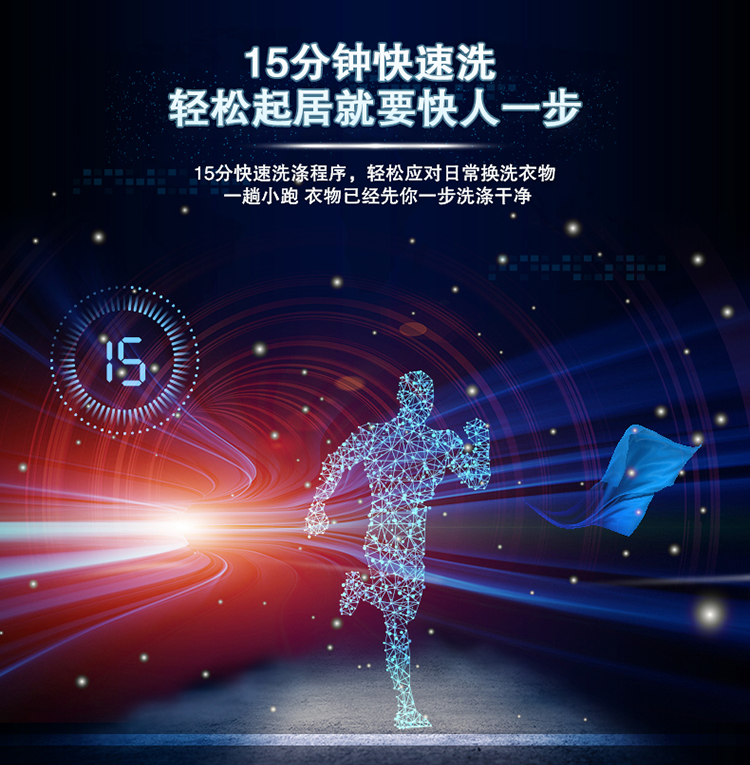 15分钟快速洗
轻松起居就要快人一步
15分快速洗涤程序，轻松应对日常换洗衣物
一趟小跑 衣物已经先你一步洗涤干净
15